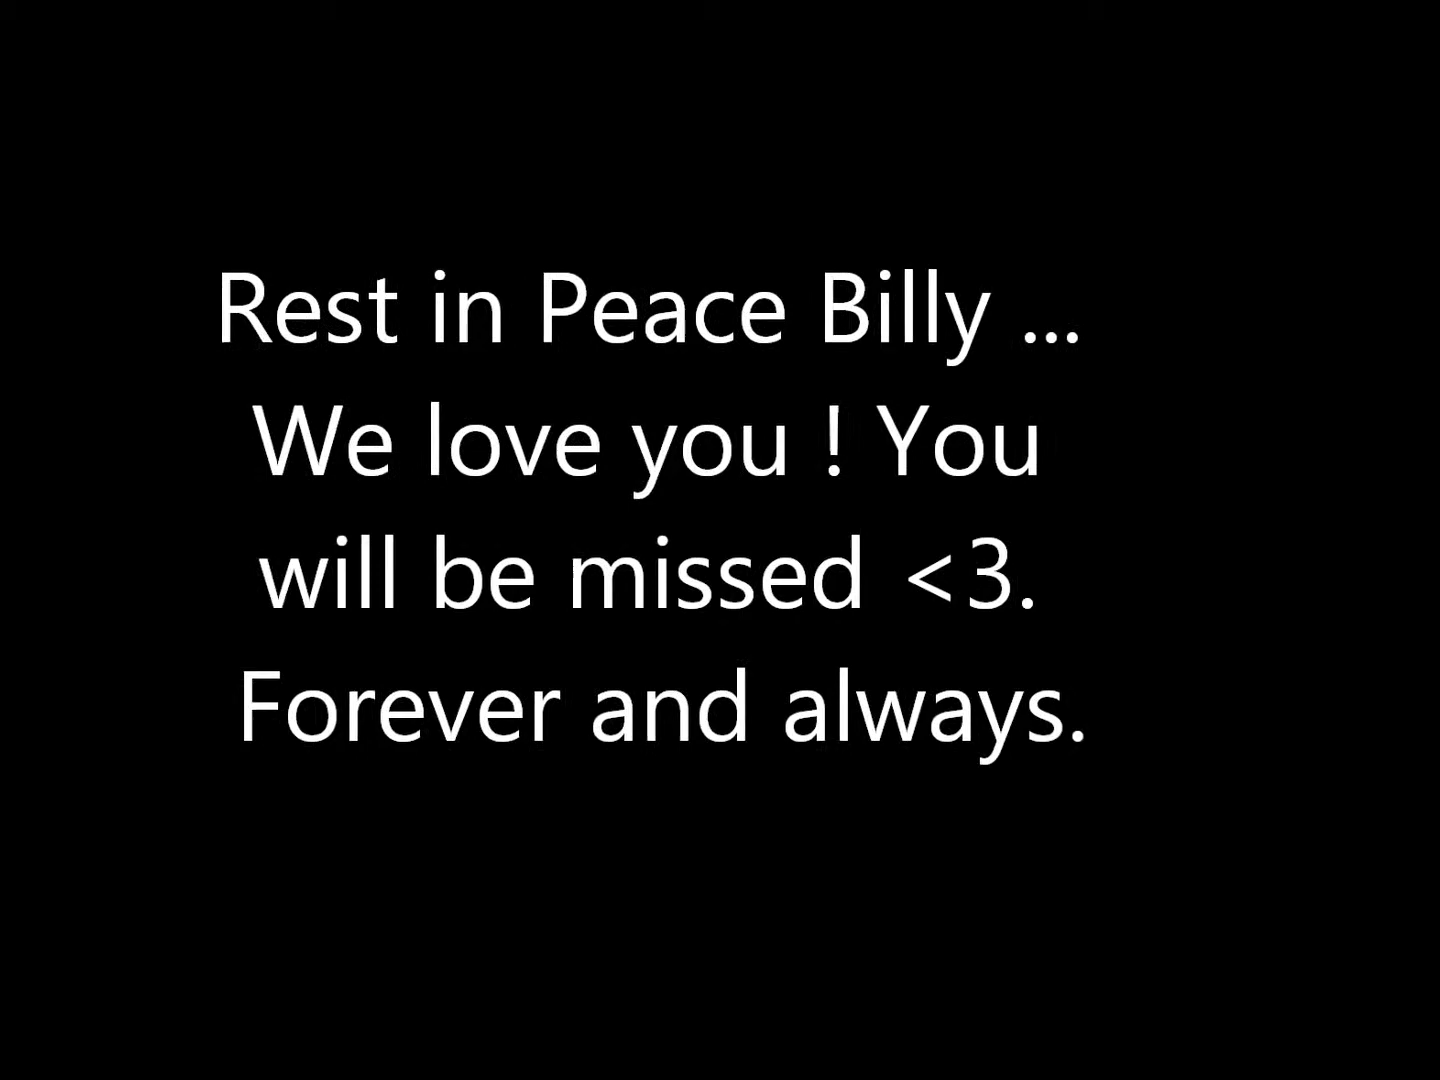 Rest in Peace Billy ...
We love you ! You
will be missed <3.
Forever and always.